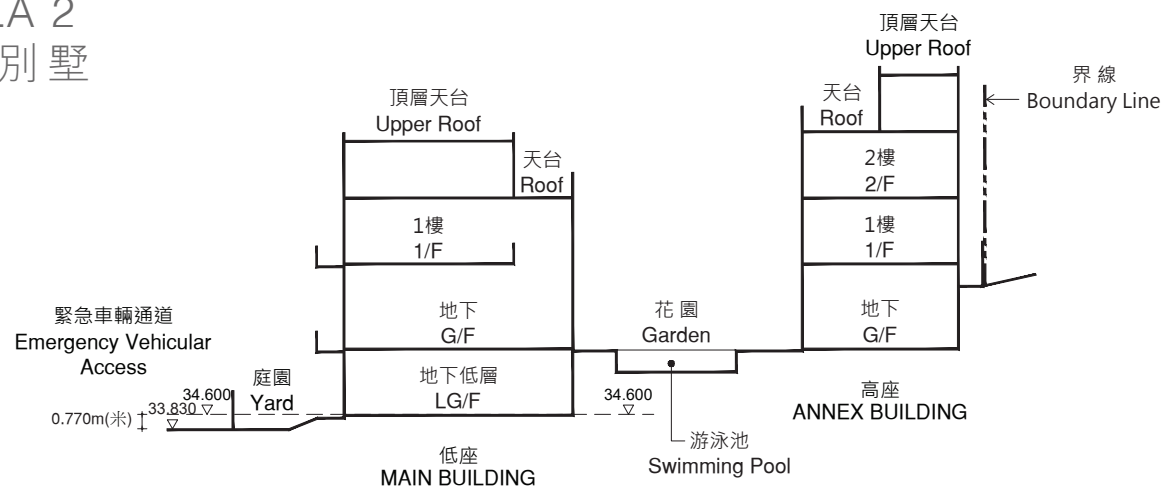 2
別墅
頂層天台
Upper Roof
天台
Roof
1樓
1/F
地下
G/F
地下低層
LG/F
緊急車輛通道
Emergency Vehicular
Access
庭園
Yard
34.600
33.830
0.770m(米)
低座
MAIN BUILDING
花園
Garden
34.600
游泳池
Swimming Pool
頂層天台
Upper Roof
天台
Roof
2樓
2/F
1樓
1/F
地下
G/F
高座
ANNEX BUILDING
界線
Boundary Line